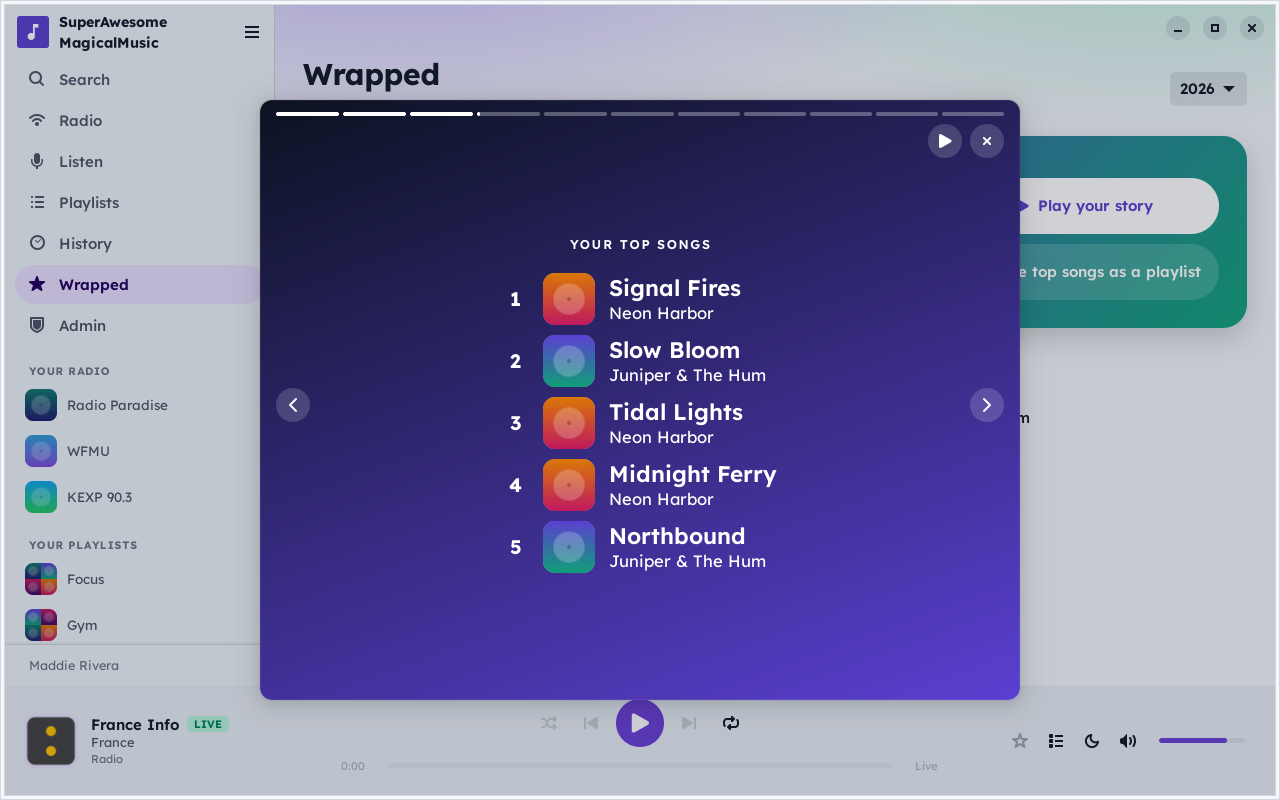 SuperAwesome
MagicalMusic
Search
Radio
Listen
Playlists
History
Wrapped
Admin
YOUR RADIO
Radio Paradise
WFMU
KEXP 90.3
YOUR PLAYLISTS
Focus
Gym
Maddie Rivera
Wrapped
2026
Play your story
e top songs as a playlist
m
YOUR TOP SONGS
1
Signal Fires
Neon Harbor
2
Slow Bloom
Juniper & The Hum
3
Tidal Lights
Neon Harbor
4
Midnight Ferry
Neon Harbor
5
Northbound
Juniper & The Hum
France Info LIVE
France
Radio
0:00
Live